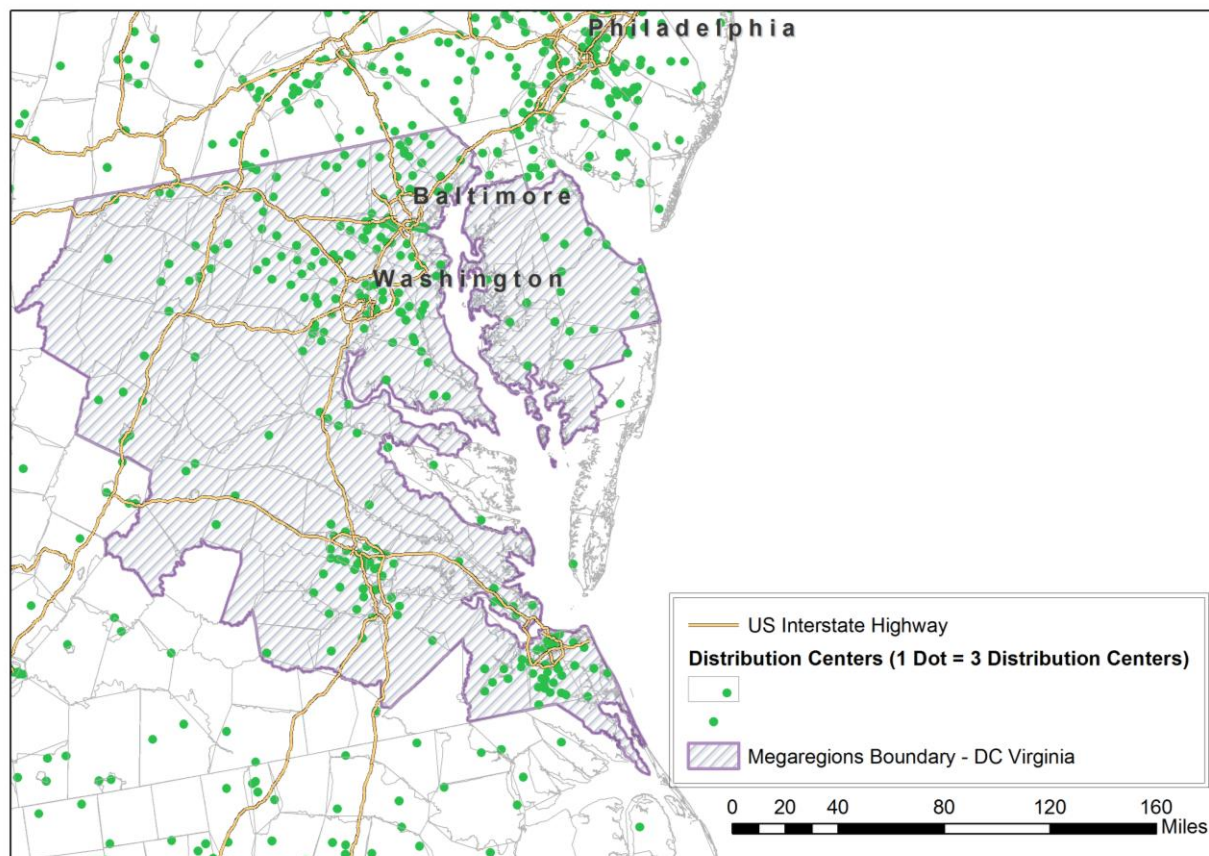 Philadelphia
Baltimore
Washington
US Interstate Highway
Distribution Centers (1 Dot = 3 Distribution Centers)
Megaregions Boundary - DC Virginia
0 20 40 80 120 160
Miles